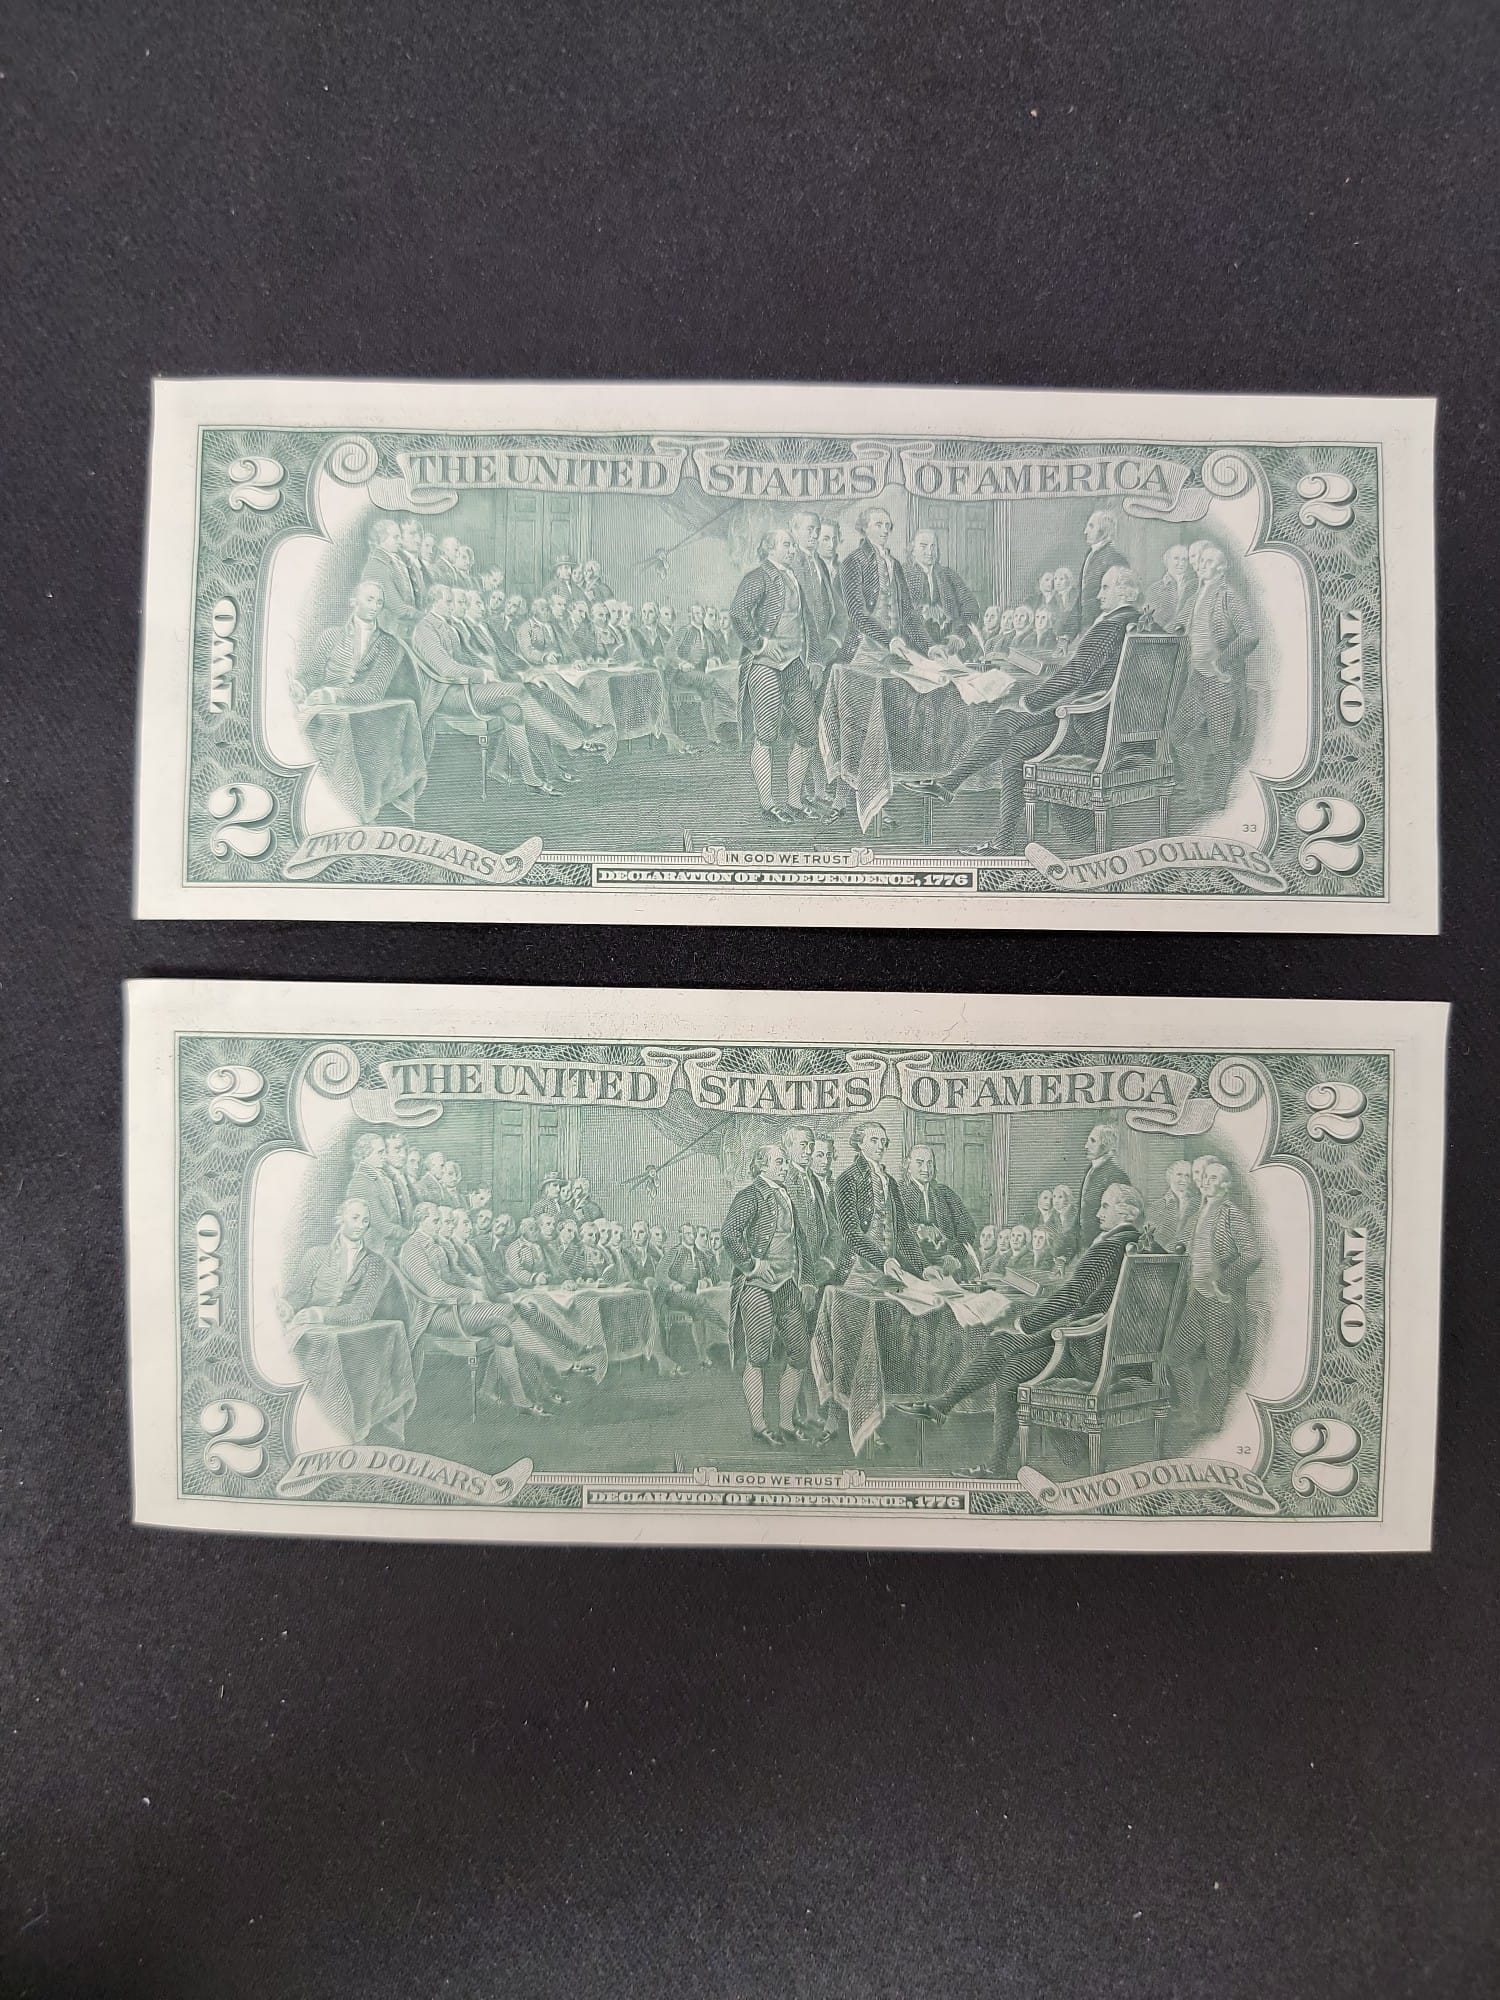 2 THE UNITED STATES OF AMERICA 2
TWO TWO
33
2 TWO DOLLARS IN GOD WE TRUST TWO DOLLARS 2
DECLARATION OF INDEPENDENCE, 1776
2 THE UNITED STATES OF AMERICA 2
TWO TWO
32
2 TWO DOLLARS IN GOD WE TRUST TWO DOLLARS 2
DECLARATION OF INDEPENDENCE, 1776